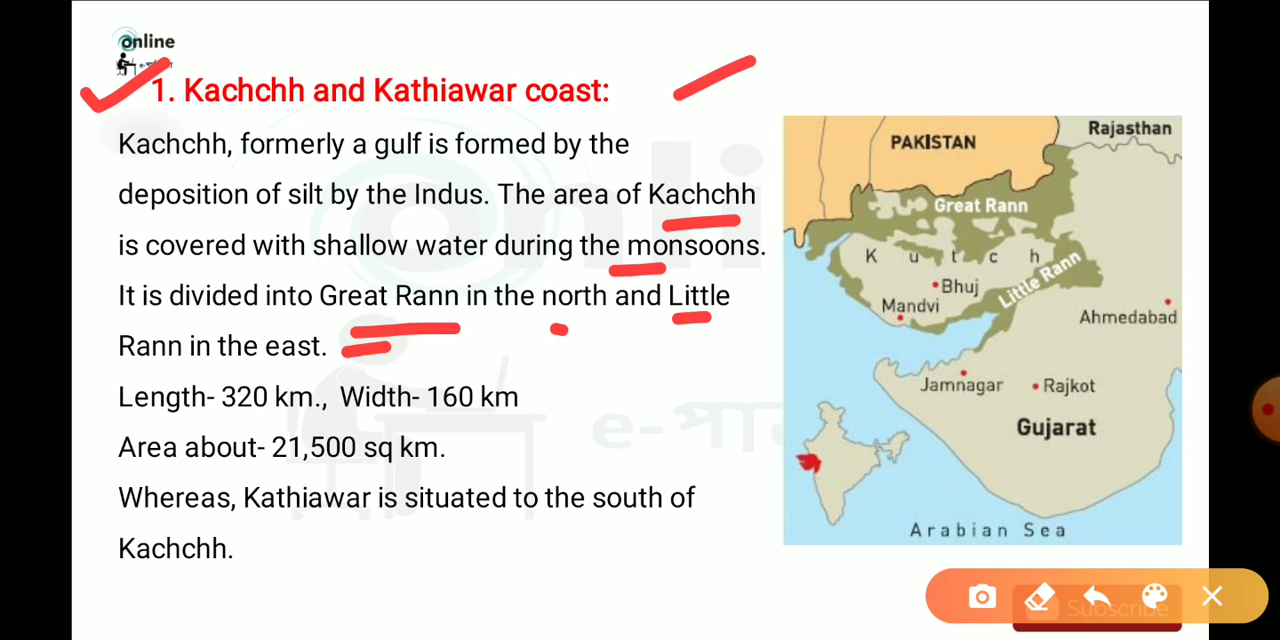 online
1. Kachchh and Kathiawar coast:
Kachchh, formerly a gulf is formed by the
deposition of silt by the Indus. The area of Kachchh
is covered with shallow water during the monsoons.
It is divided into Great Rann in the north and Little
Rann in the east.
Length- 320 km., Width- 160 km
Area about- 21,500 sq km.
Whereas, Kathiawar is situated to the south of
Kachchh.
PAKISTAN
Rajasthan
Great Rann
K u t c h
Little Rann
Bhuj
Mandvi
Ahmedabad
Jamnagar
Rajkot
Gujarat
Arabian Sea
Subscribe